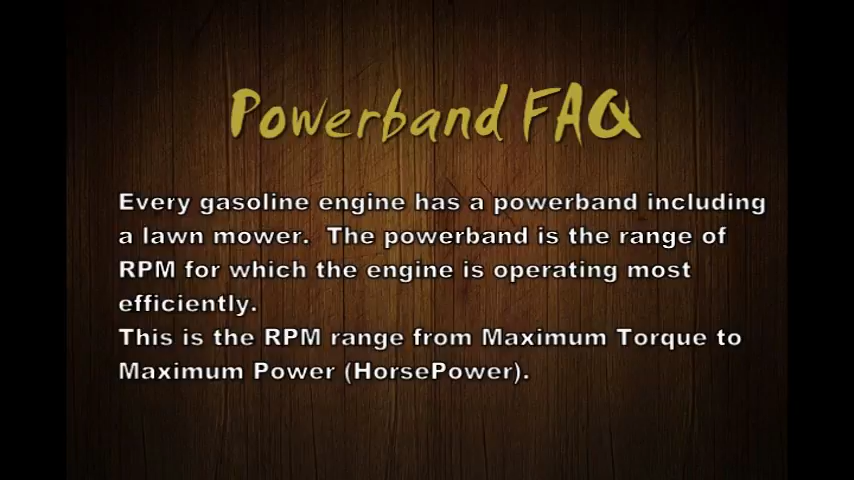 Powerband FAQ
Every gasoline engine has a powerband including
a lawn mower.  The powerband is the range of
RPM for which the engine is operating most
efficiently.
This is the RPM range from Maximum Torque to
Maximum Power (HorsePower).